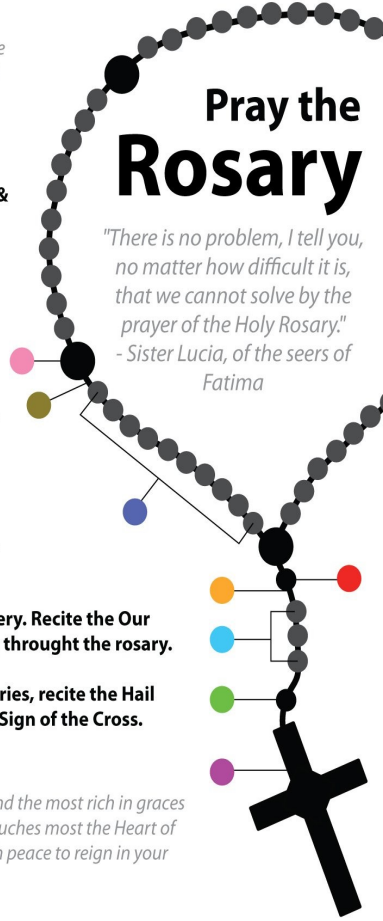 e
&
Pray the
Rosary
"There is no problem, I tell you,
no matter how difficult it is,
that we cannot solve by the
prayer of the Holy Rosary."
- Sister Lucia, of the seers of
Fatima
ery. Recite the Our
throught the rosary.
ries, recite the Hail
Sign of the Cross.
nd the most rich in graces
uches most the Heart of
n peace to reign in your